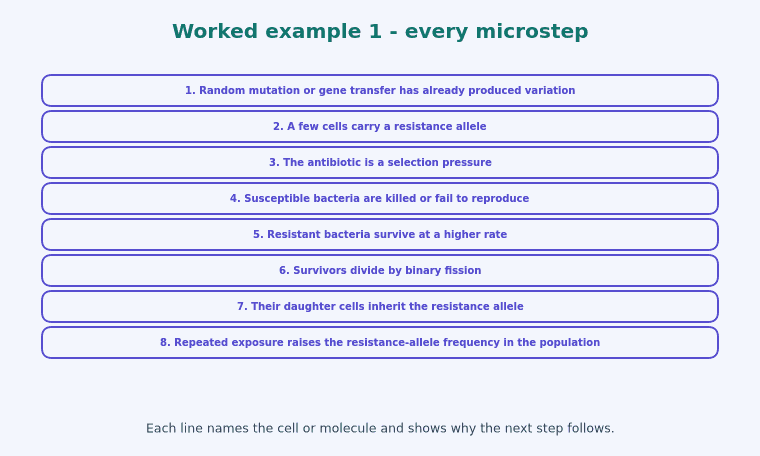 Worked example 1 - every microstep
1. Random mutation or gene transfer has already produced variation
2. A few cells carry a resistance allele
3. The antibiotic is a selection pressure
4. Susceptible bacteria are killed or fail to reproduce
5. Resistant bacteria survive at a higher rate
6. Survivors divide by binary fission
7. Their daughter cells inherit the resistance allele
8. Repeated exposure raises the resistance-allele frequency in the population
Each line names the cell or molecule and shows why the next step follows.